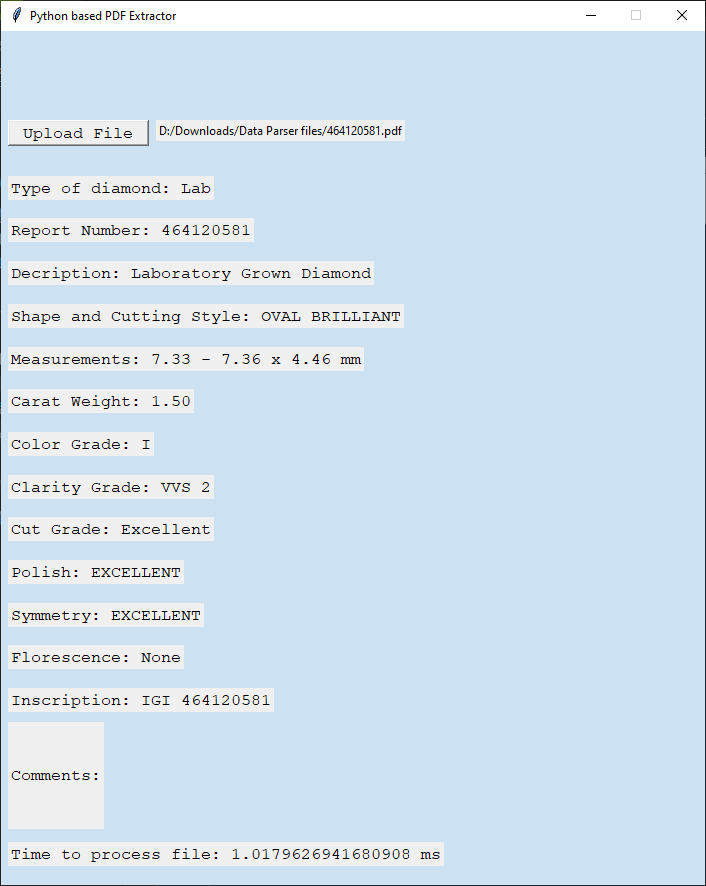 Python based PDF Extractor
Upload File D:/Downloads/Data Parser files/464120581.pdf
Type of diamond: Lab
Report Number: 464120581
Decription: Laboratory Grown Diamond
Shape and Cutting Style: OVAL BRILLIANT
Measurements: 7.33 – 7.36 x 4.46 mm
Carat Weight: 1.50
Color Grade: I
Clarity Grade: VVS 2
Cut Grade: Excellent
Polish: EXCELLENT
Symmetry: EXCELLENT
Florescence: None
Inscription: IGI 464120581
Comments:
Time to process file: 1.0179626941680908 ms